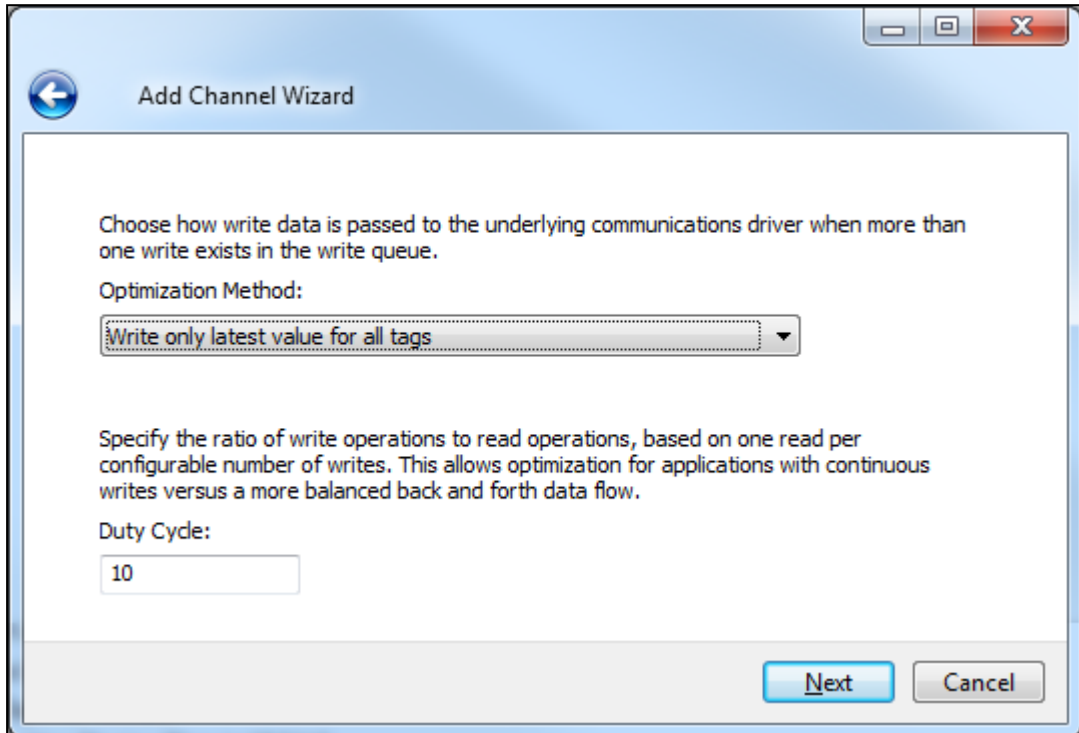 Add Channel Wizard
Choose how write data is passed to the underlying communications driver when more than
one write exists in the write queue.
Optimization Method:
Write only latest value for all tags
Specify the ratio of write operations to read operations, based on one read per
configurable number of writes. This allows optimization for applications with continuous
writes versus a more balanced back and forth data flow.
Duty Cycle:
10
Next Cancel